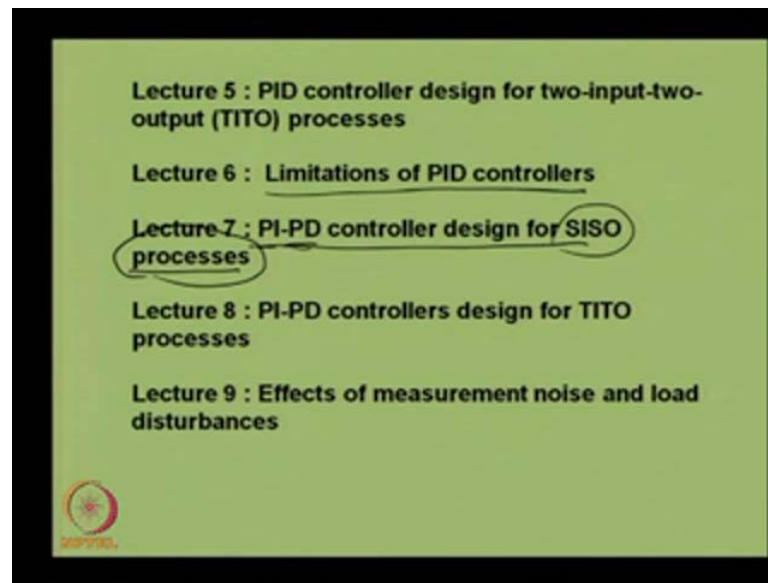 Lecture 5 : PID controller design for two-input-two-
output (TITO) processes
Lecture 6 : Limitations of PID controllers
Lecture 7 : PI-PD controller design for SISO
processes
Lecture 8 : PI-PD controllers design for TITO
processes
Lecture 9 : Effects of measurement noise and load
disturbances
NPTEL